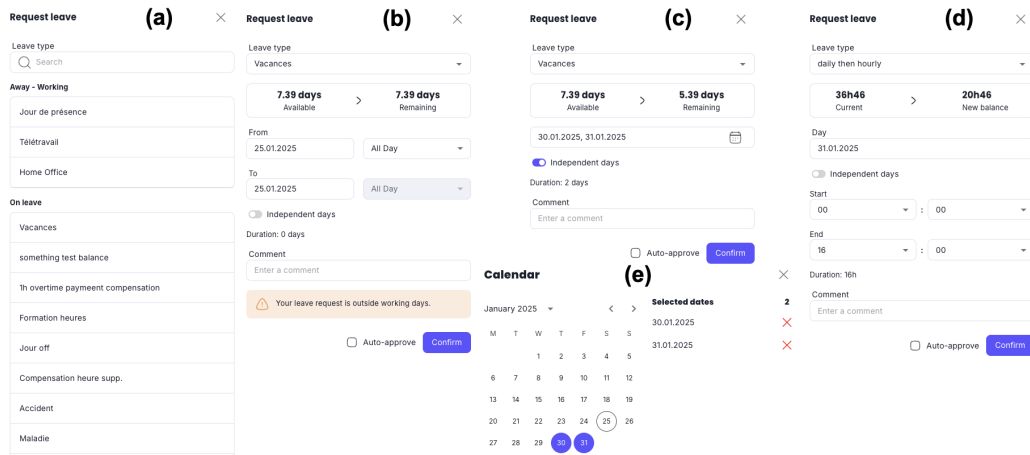 Request leave
(a)
Leave type
Search
Away - Working
Jour de présence
Télétravail
Home Office
On leave
Vacances
something test balance
1h overtime paymeent compensation
Formation heures
Jour off
Compensation heure supp.
Accident
Maladie
Request leave
(b)
Leave type
Vacances
7.39 days > 7.39 days
Available Remaining
From
25.01.2025 All Day
To
25.01.2025 All Day
Independent days
Duration: 0 days
Comment
Enter a comment
Your leave request is outside working days.
Auto-approve Confirm
Request leave
(c)
Leave type
Vacances
7.39 days > 5.39 days
Available Remaining
30.01.2025, 31.01.2025
Independent days
Duration: 2 days
Comment
Enter a comment
Auto-approve Confirm
Request leave
(d)
Leave type
daily then hourly
36h46 > 20h46
Current New balance
Day
31.01.2025
Independent days
Start
00 : 00
End
16 : 00
Duration: 16h
Comment
Enter a comment
Auto-approve Confirm
Calendar
(e)
January 2025 < >
M T W T F S S
1 2 3 4 5
6 7 8 9 10 11 12
13 14 15 16 17 18 19
20 21 22 23 24 25 26
27 28 29 30 31
Selected dates 2
30.01.2025
31.01.2025